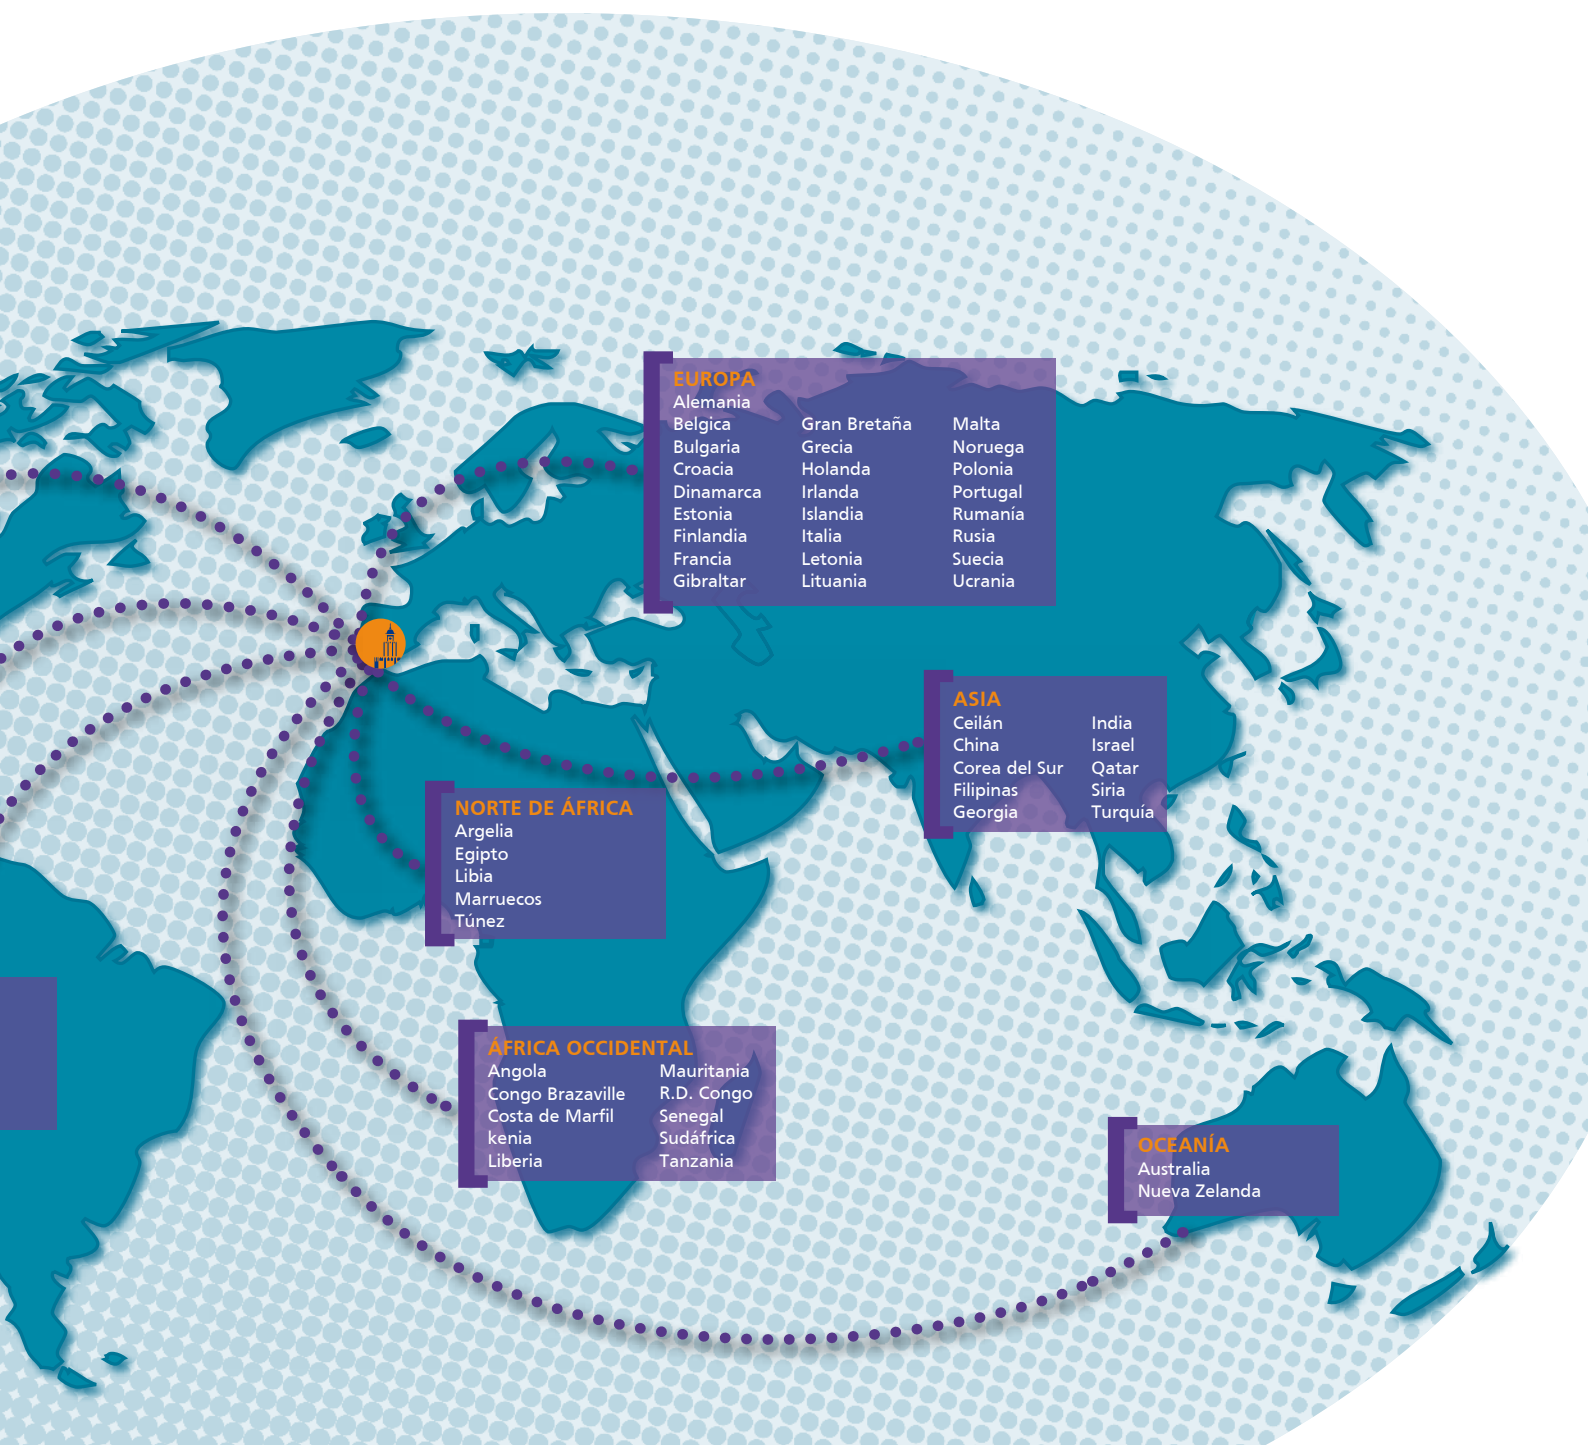 EUROPA
Alemania
Belgica
Bulgaria
Croacia
Dinamarca
Estonia
Finlandia
Francia
Gibraltar
Gran Bretaña
Grecia
Holanda
Irlanda
Islandia
Italia
Letonia
Lituania
Malta
Noruega
Polonia
Portugal
Rumanía
Rusia
Suecia
Ucrania
ASIA
Ceilán
China
Corea del Sur
Filipinas
Georgia
India
Israel
Qatar
Siria
Turquía
NORTE DE ÁFRICA
Argelia
Egipto
Libia
Marruecos
Túnez
ÁFRICA OCCIDENTAL
Angola
Congo Brazaville
Costa de Marfil
kenia
Liberia
Mauritania
R.D. Congo
Senegal
Sudáfrica
Tanzania
OCEANÍA
Australia
Nueva Zelanda